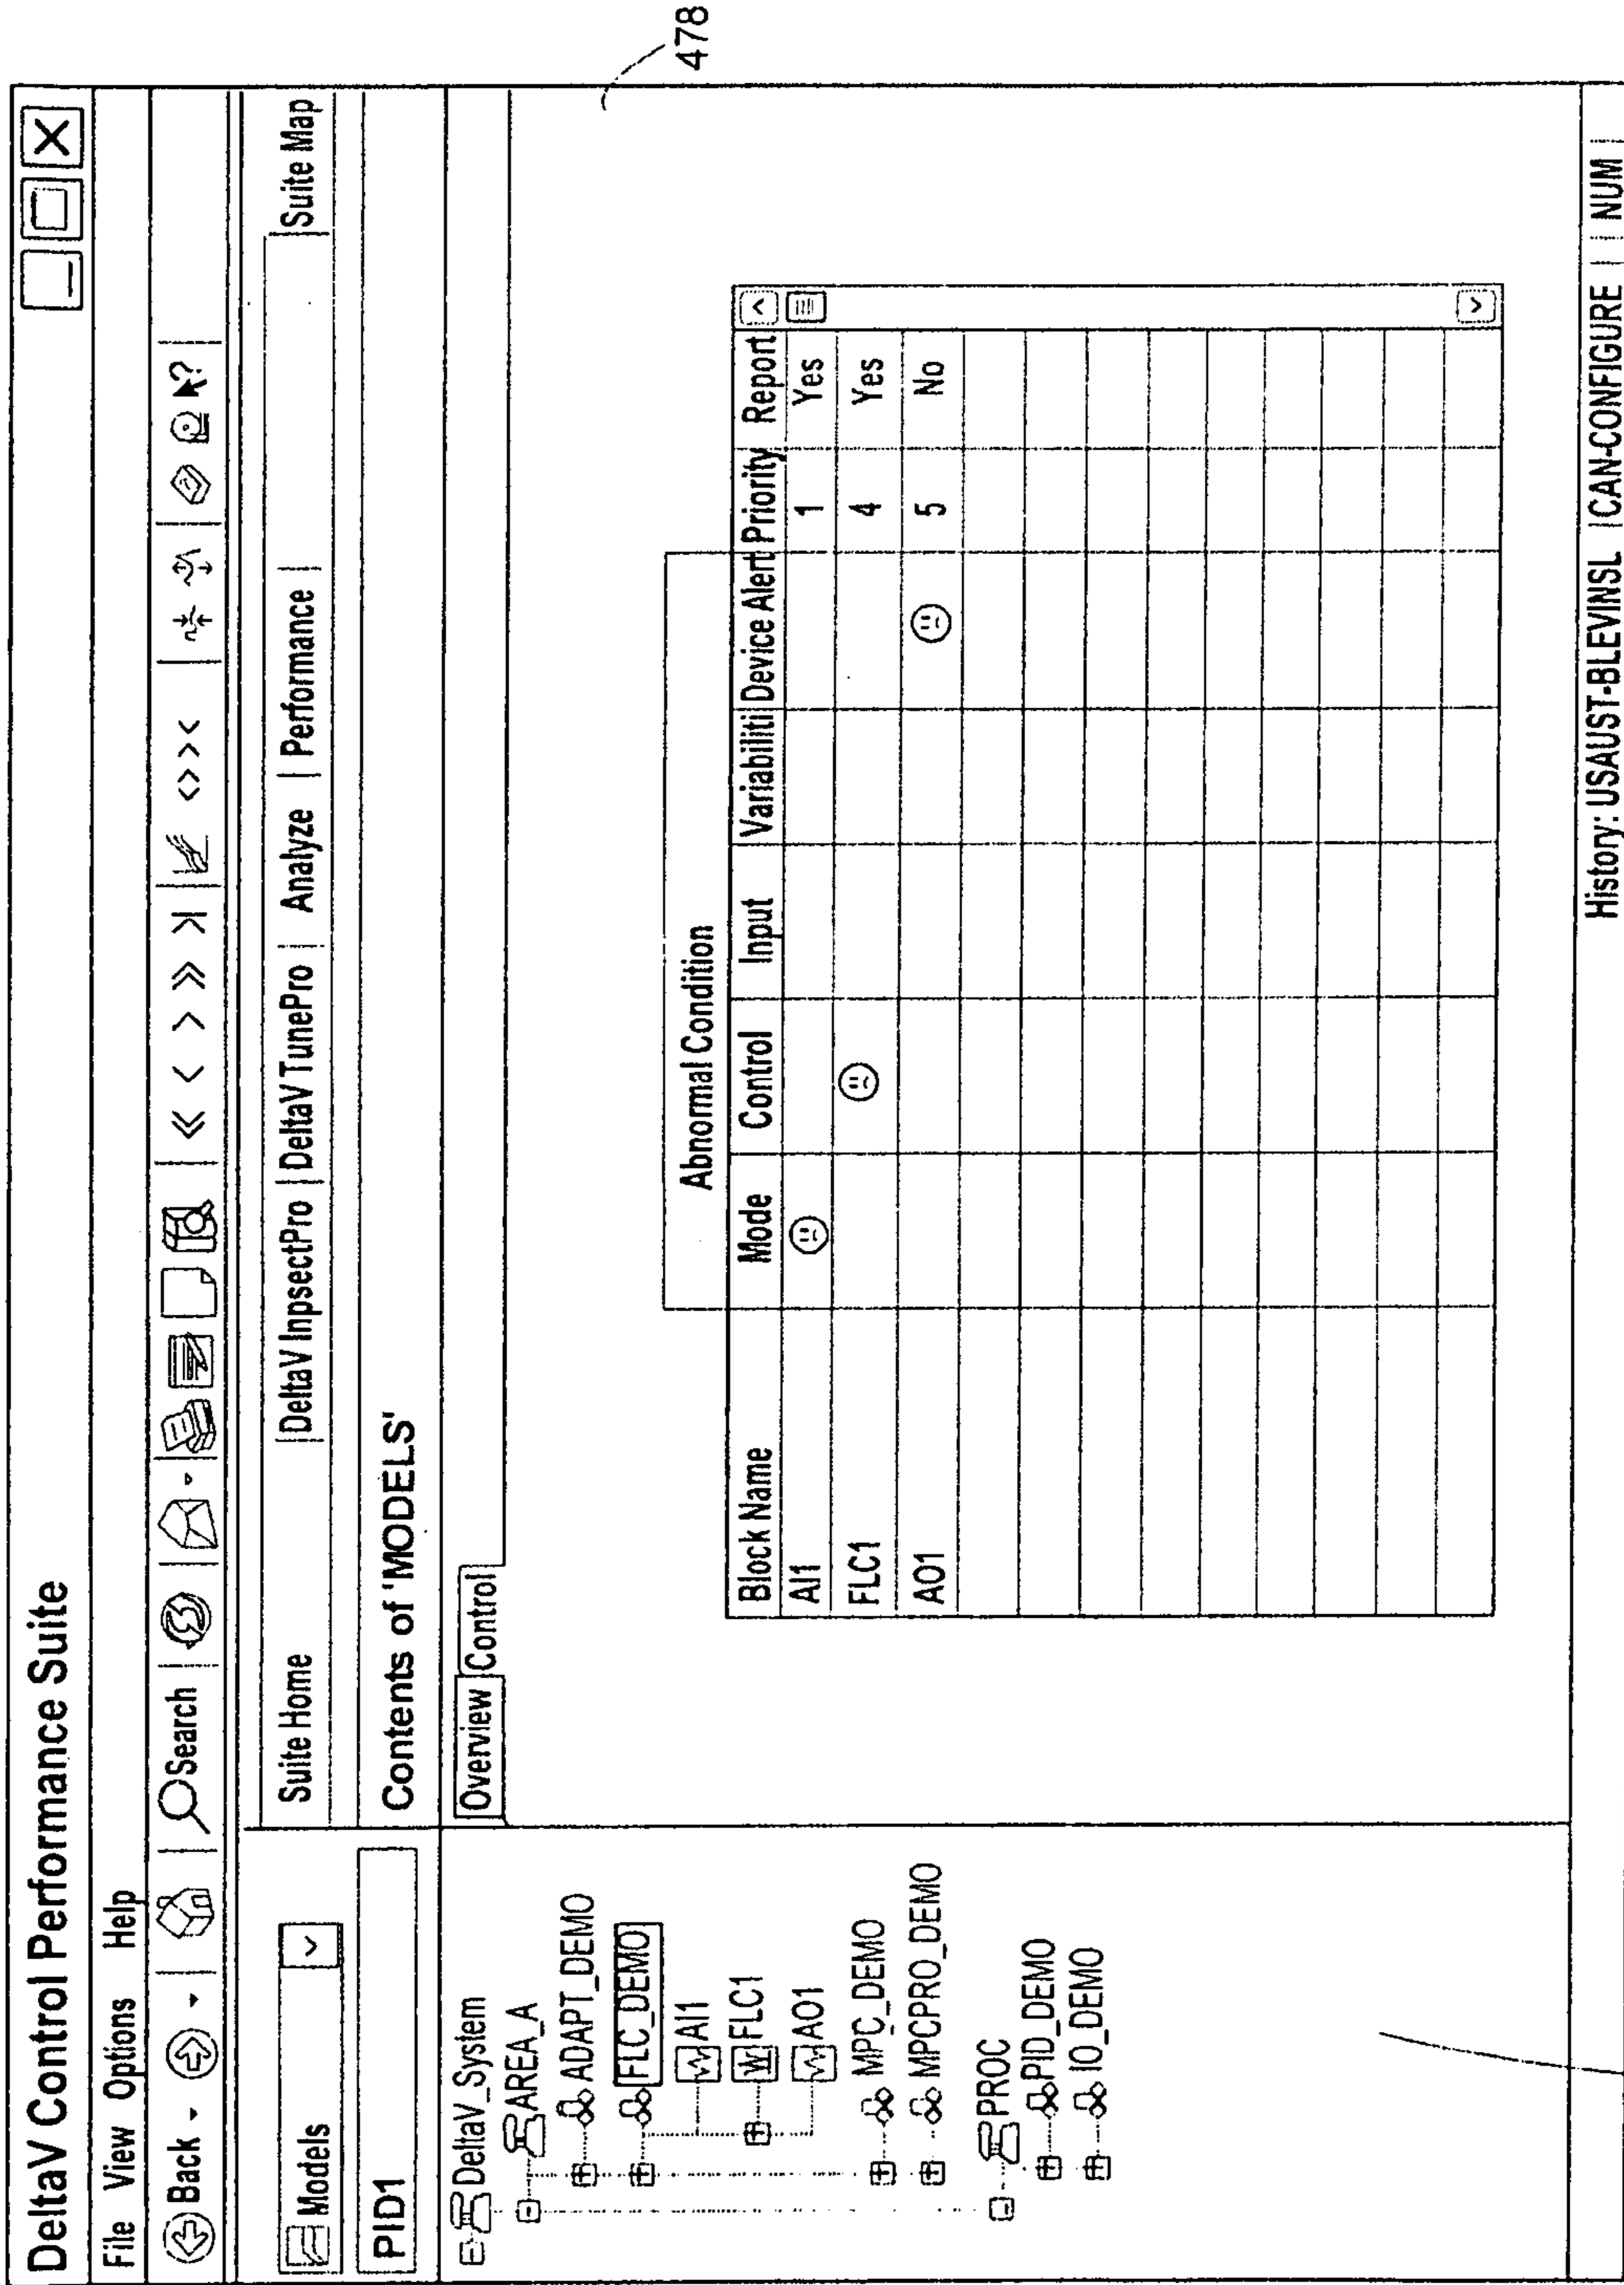 DeltaV Control Performance Suite
File View Options Help
Back Search
Models
Suite Home DeltaV InpsectPro DeltaV TunePro Analyze Performance Suite Map
PID1
Contents of 'MODELS'
Overview Control
DeltaV_System
AREA_A
ADAPT_DEMO
FLC_DEMO
AI1
FLC1
AO1
MPC_DEMO
MPCPRO_DEMO
PROC
PID_DEMO
IO_DEMO
Abnormal Condition
Block Name Mode Control Input Variabiliti Device Alert Priority Report
AI1 1 Yes
FLC1 4 Yes
AO1 5 No
History: USAUST-BLEVINSL CAN-CONFIGURE NUM
478